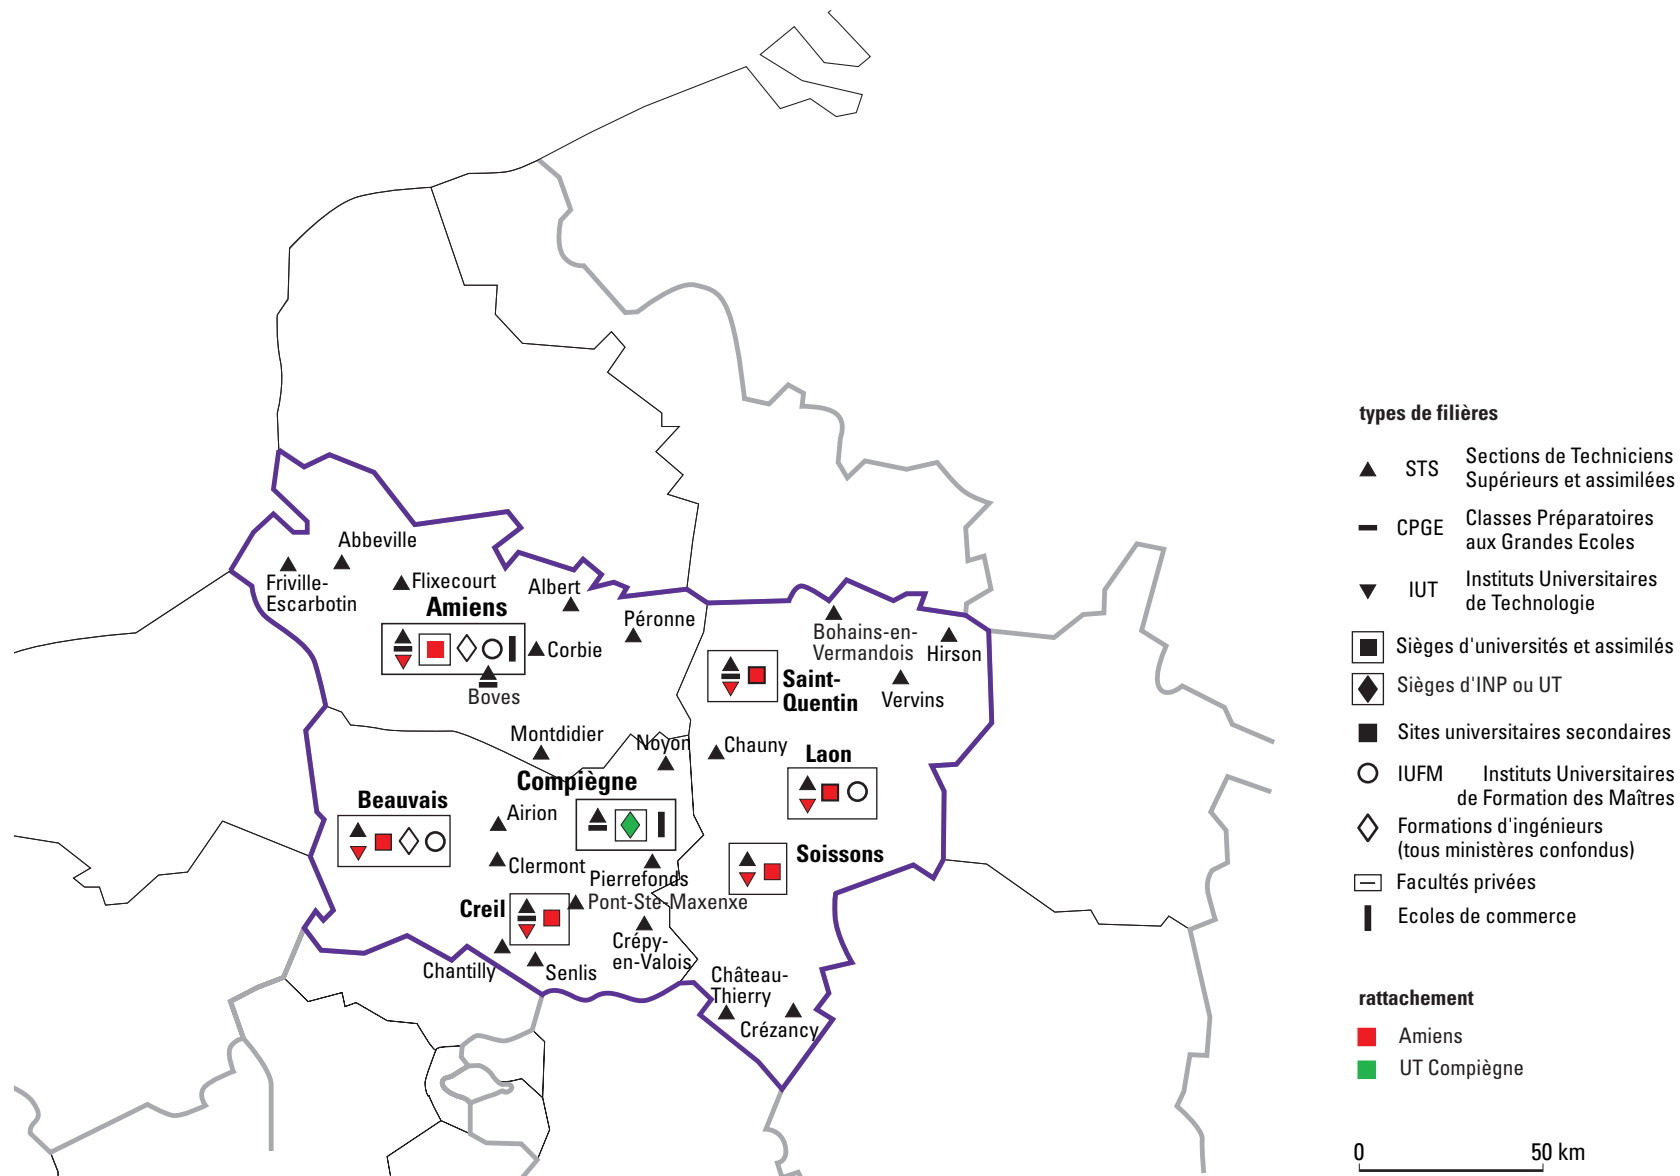 Abbeville
Friville-
Escarbotin
Flixecourt
Amiens
Albert
Péronne
Corbie
Boves
Bohains-en-
Vermandois
Hirson
Vervins
Saint-
Quentin
Montdidier
Noyon
Chauny
Laon
Compiègne
Beauvais
Airion
Clermont
Pierrefonds
Soissons
Creil
Pont-Ste-Maxenxe
Crépy-
en-Valois
Chantilly
Senlis
Château-
Thierry
Crézancy
types de filières
STS Sections de Techniciens
Supérieurs et assimilées
CPGE Classes Préparatoires
aux Grandes Ecoles
IUT Instituts Universitaires
de Technologie
Sièges d'universités et assimilés
Sièges d'INP ou UT
Sites universitaires secondaires
IUFM Instituts Universitaires
de Formation des Maîtres
Formations d'ingénieurs
(tous ministères confondus)
Facultés privées
Ecoles de commerce
rattachement
Amiens
UT Compiègne
0 50 km